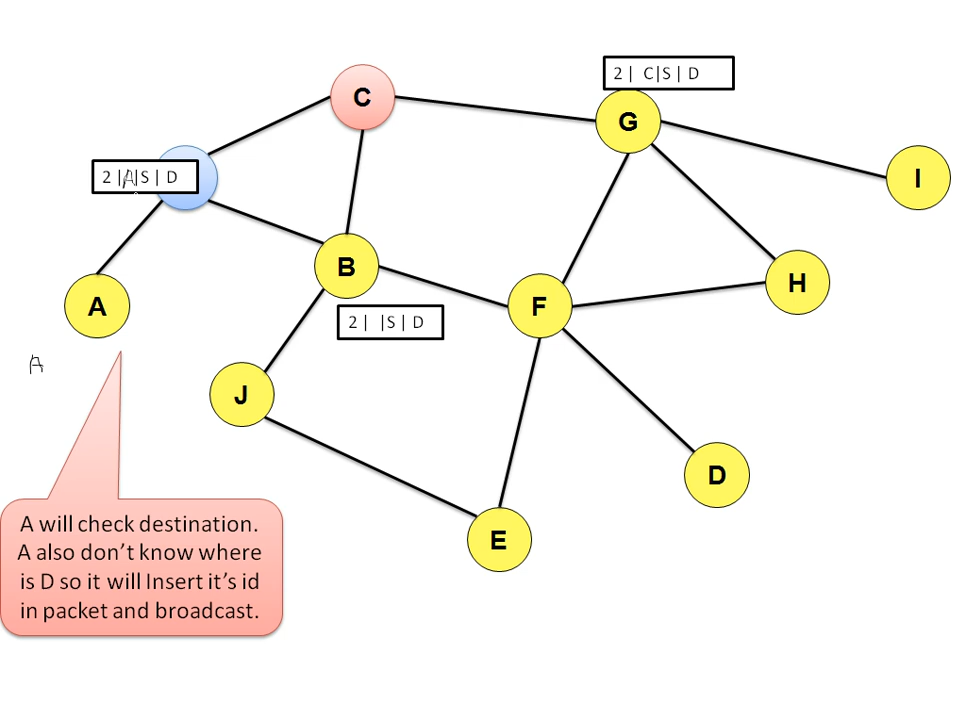 2 | C|S | D
C
G
2 |A|S | D
I
B
H
A
F
2 | |S | D
A
J
D
E
A will check destination.
A also don't know where
is D so it will Insert it's id
in packet and broadcast.